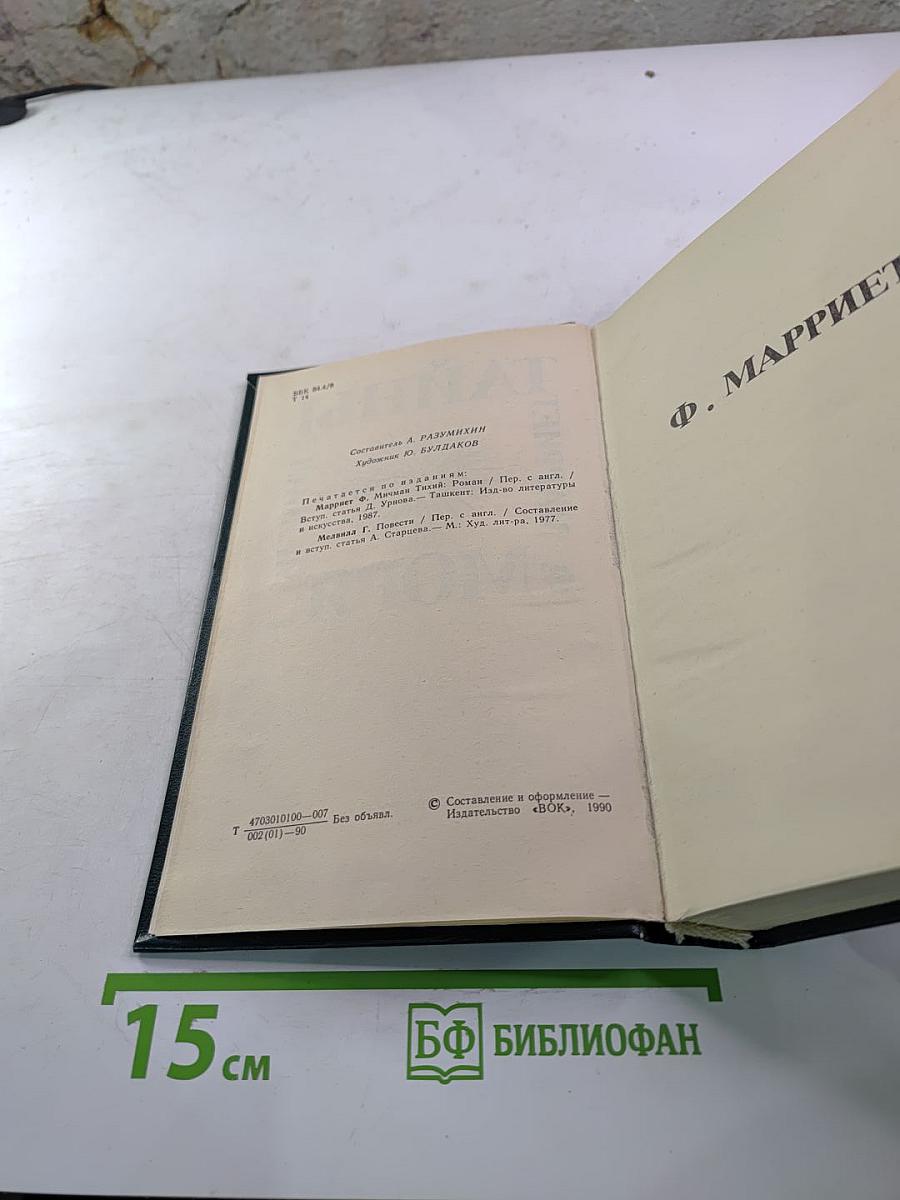 ББК 84.4/8
Т 14
Составитель А. РАЗУМИХИН
Художник Ю. БУЛДАКОВ
Печатается по изданиям:
Марриет Ф. Мичман Тихий: Роман / Пер. с англ. /
Вступ. статья Д. Урнова.— Ташкент: Изд-во литературы
и искусства, 1987.
Мелвилл Г. Повести / Пер. с англ. / Составление
и вступ. статья А. Старцева.— М.: Худ. лит-ра, 1977.
Т 4703010100—007 Без объявл.
002(01)—90
© Составление и оформление —
Издательство «ВОК», 1990
Ф. МАРРИЕТ
15 см
БФ БИБЛИОФАН